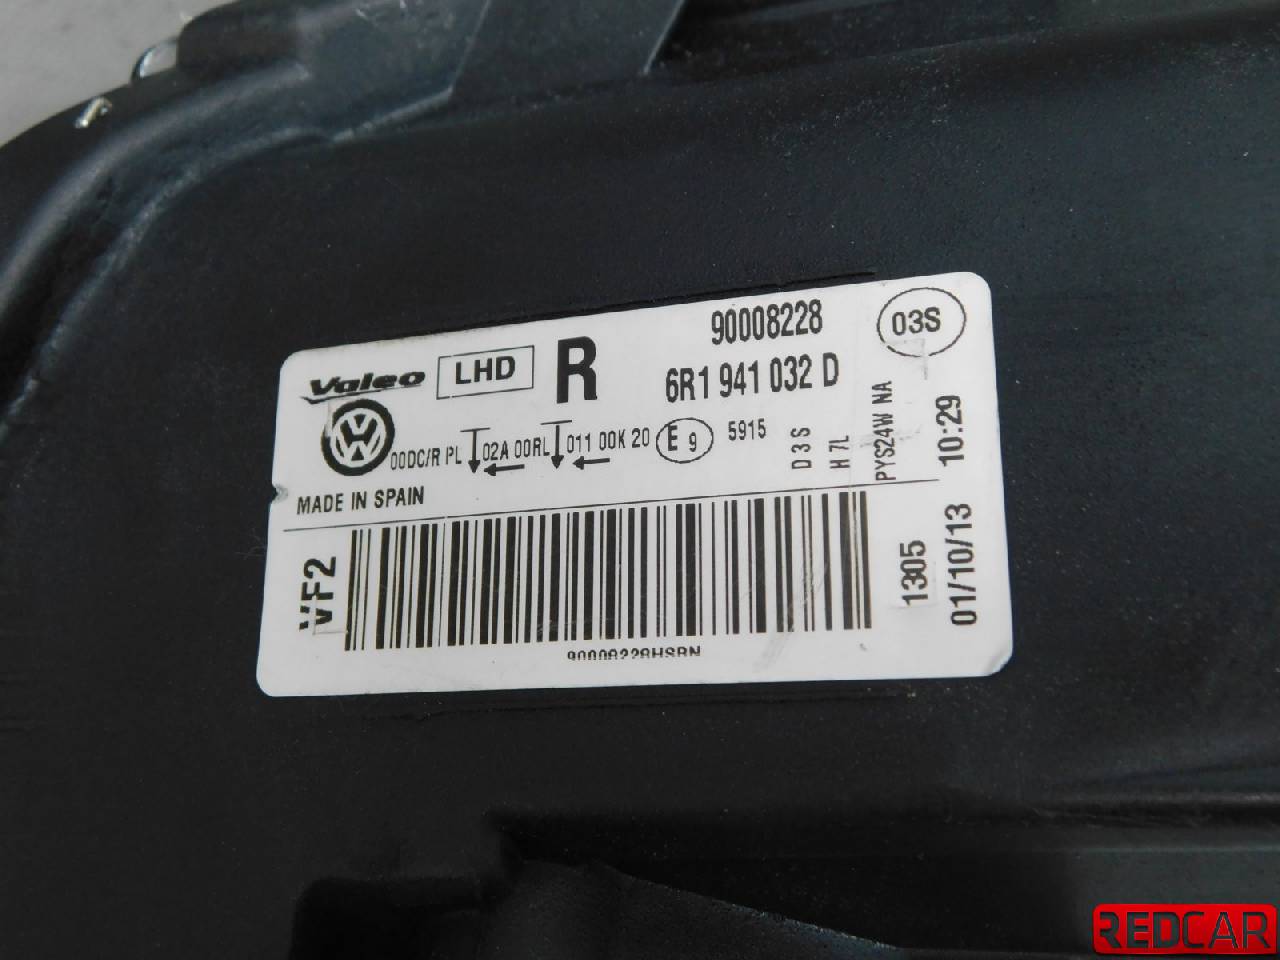 Valeo LHD R 90008228 03S
6R1 941 032 D
00DC/R PL 02A 00RL 011 00K 20 E 9 5915
D3S
H7L
PYS24W NA
10:29
MADE IN SPAIN
VF2
1305
01/10/13
90008228HSBN
REDCAR